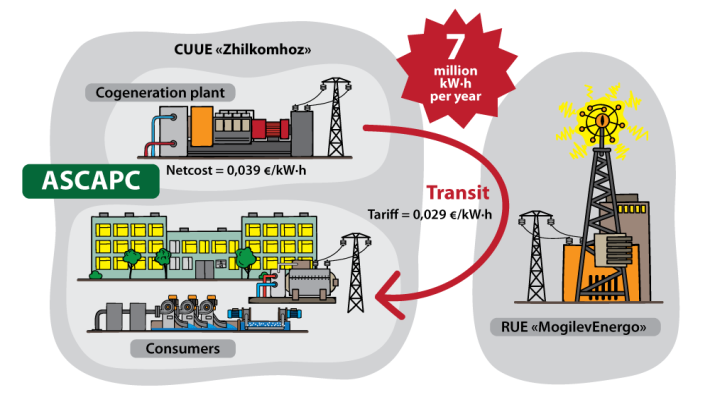 CUUE «Zhilkomhoz»
7
million
kW·h
per year
Cogeneration plant
Netcost = 0,039 €/kW·h
ASCAPC
Transit
Tariff = 0,029 €/kW·h
RUE «MogilevEnergo»
Consumers